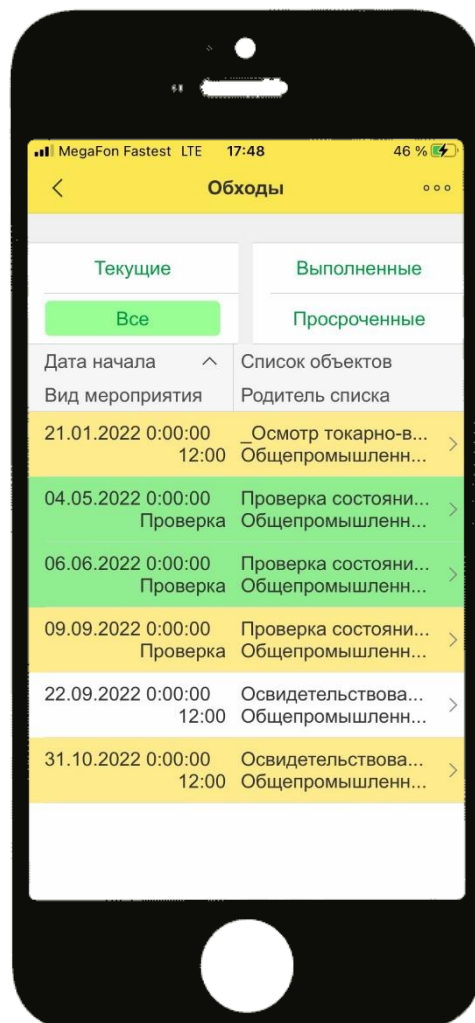 MegaFon Fastest LTE 17:48 46 %
Обходы
Текущие Выполненные
Все Просроченные
Дата начала Список объектов
Вид мероприятия Родитель списка
21.01.2022 0:00:00 _Осмотр токарно-в...
12:00 Общепромышленн...
04.05.2022 0:00:00 Проверка состояни...
Проверка Общепромышленн...
06.06.2022 0:00:00 Проверка состояни...
Проверка Общепромышленн...
09.09.2022 0:00:00 Проверка состояни...
Проверка Общепромышленн...
22.09.2022 0:00:00 Освидетельствова...
12:00 Общепромышленн...
31.10.2022 0:00:00 Освидетельствова...
12:00 Общепромышленн...